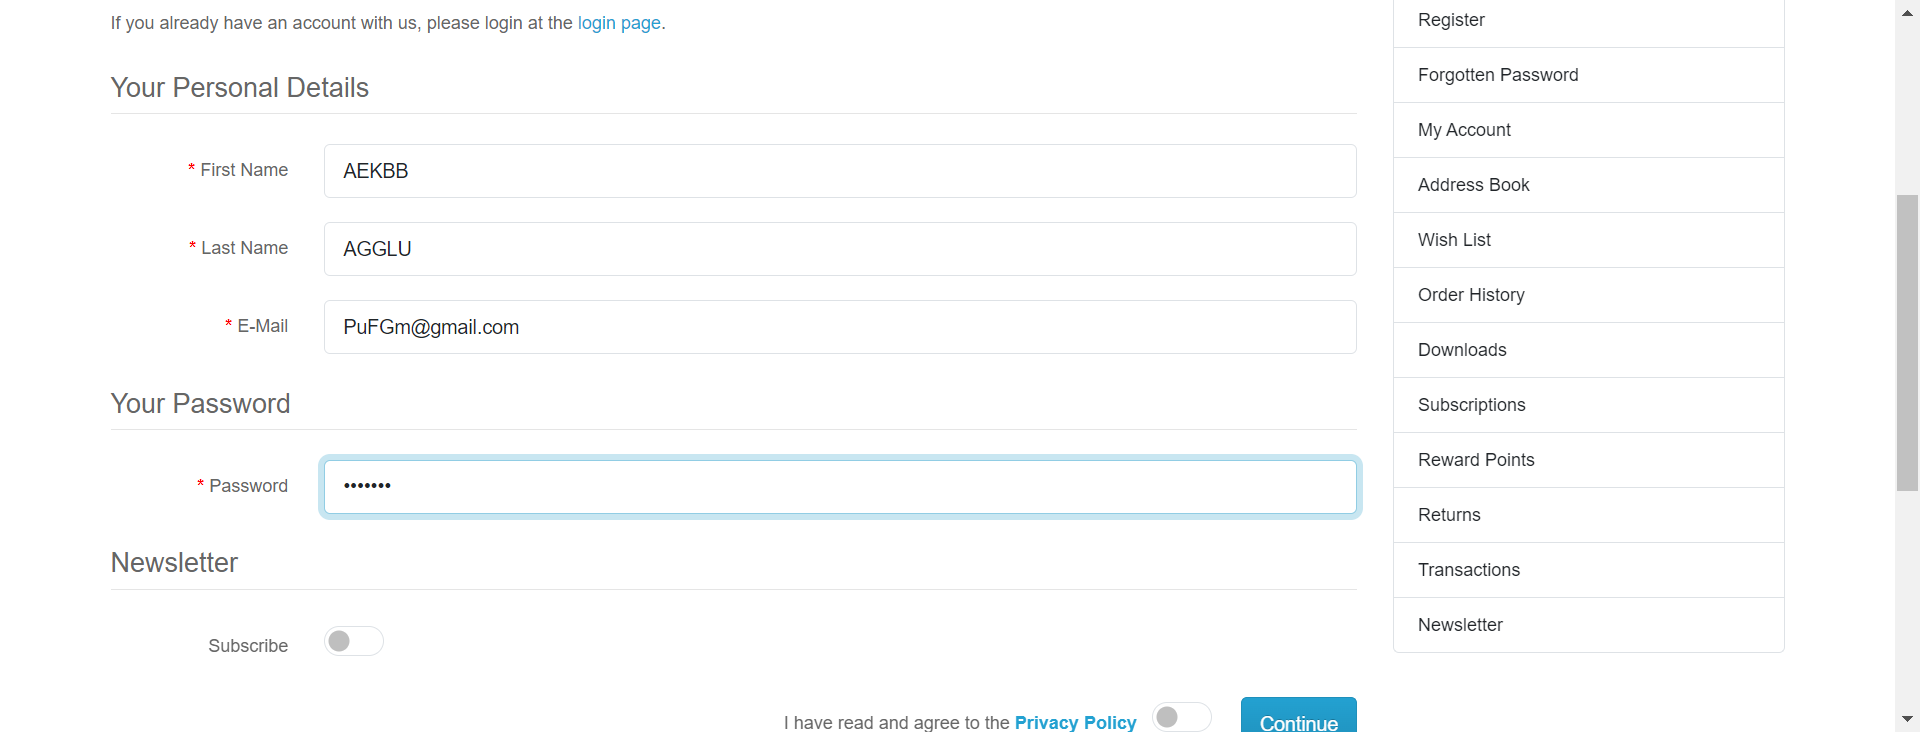 If you already have an account with us, please login at the login page.
Your Personal Details
* First Name
AEKBB
* Last Name
AGGLU
* E-Mail
PuFGm@gmail.com
Your Password
* Password
•••••••
Newsletter
Subscribe
I have read and agree to the Privacy Policy
Continue
Register
Forgotten Password
My Account
Address Book
Wish List
Order History
Downloads
Subscriptions
Reward Points
Returns
Transactions
Newsletter